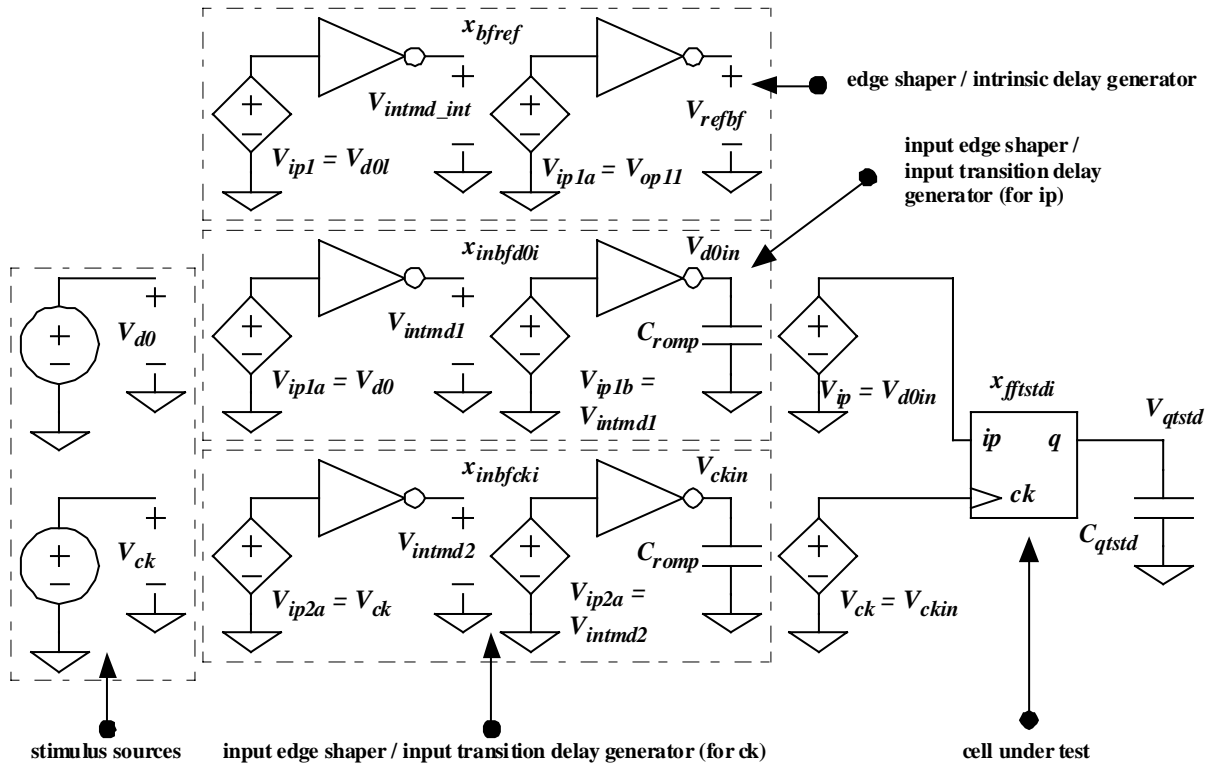 x_bfref
+
−
V_intmd_int
+
−
V_ip1 = V_d0l
+
−
V_refbf
+
−
V_ip1a = V_op11
edge shaper / intrinsic delay generator
input edge shaper /
input transition delay
generator (for ip)
+
−
V_d0
+
−
x_inbfd0i
+
−
V_intmd1
+
−
V_ip1a = V_d0
+
−
V_d0in
C_romp
V_ip1b =
V_intmd1
+
−
V_ip = V_d0in
x_fftstdi
ip
q
ck
V_qtstd
C_qtstd
+
−
V_ck
+
−
x_inbfcki
+
−
V_intmd2
+
−
V_ip2a = V_ck
+
−
V_ckin
C_romp
V_ip2a =
V_intmd2
+
−
V_ck = V_ckin
stimulus sources
input edge shaper / input transition delay generator (for ck)
cell under test